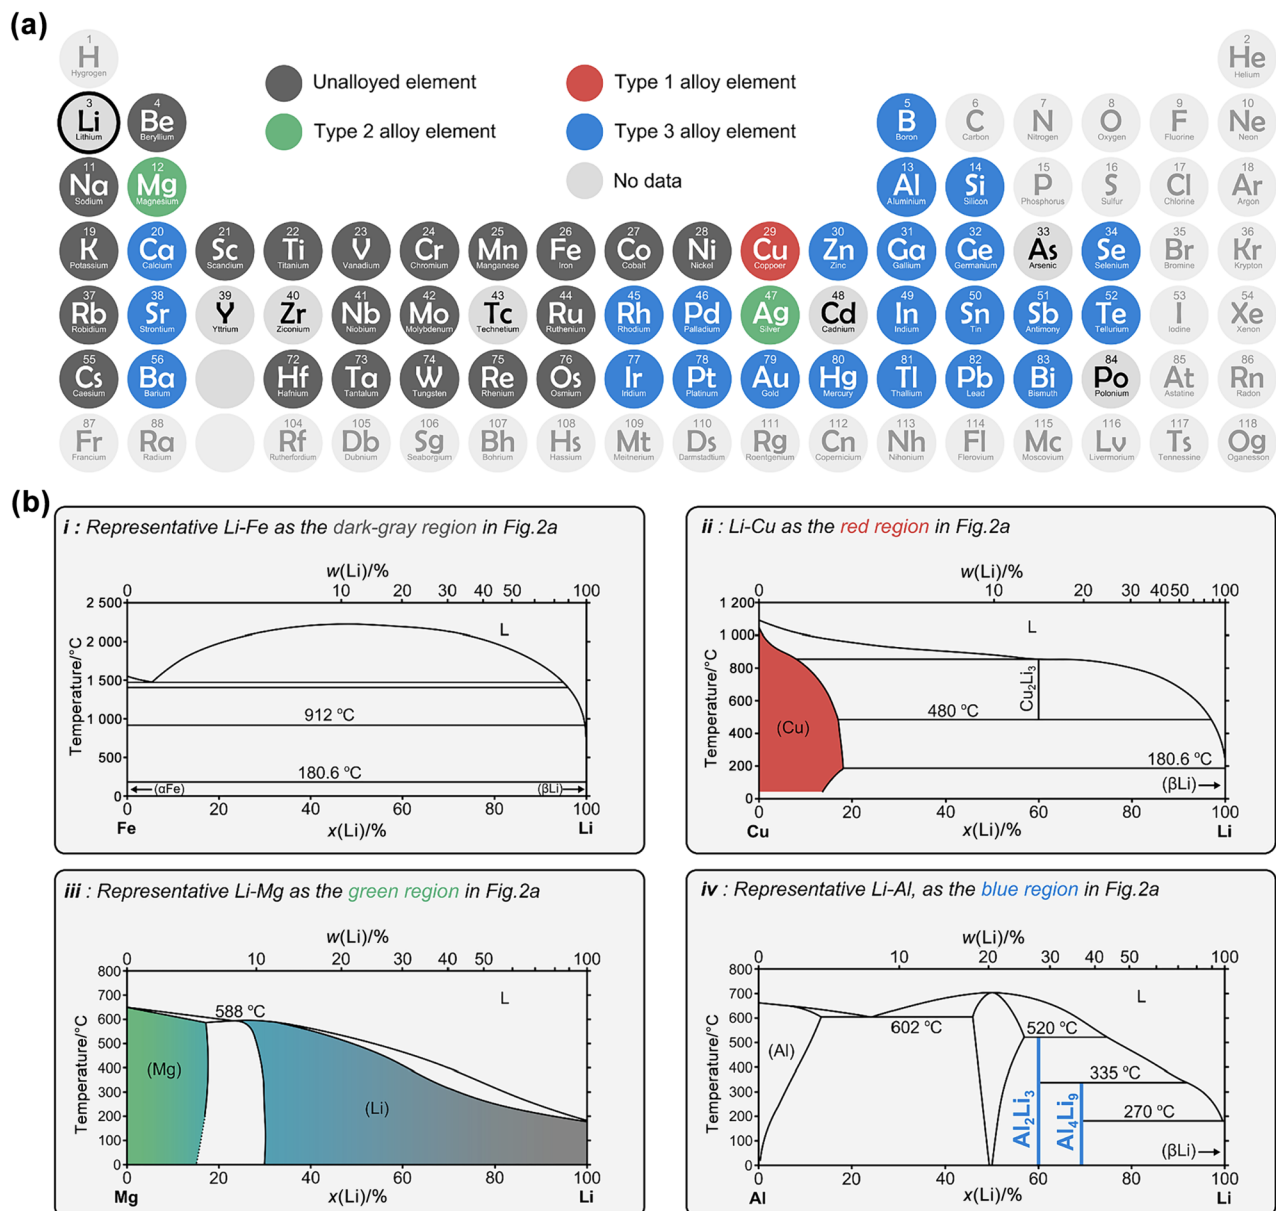 (a)
1 2
H He
Hygrogen Helium
Unalloyed element Type 1 alloy element
Type 2 alloy element Type 3 alloy element
No data
3 4 5 6 7 8 9 10
Li Be B C N O F Ne
Lithium Beryllium Boron Carbon Nitrogen Oxygen Fluorine Neon
11 12 13 14 15 16 17 18
Na Mg Al Si P S Cl Ar
Sodium Magnesium Aluminium Silicon Phosphorus Sulfur Chlorine Argon
19 20 21 22 23 24 25 26 27 28 29 30 31 32 33 34 35 36
K Ca Sc Ti V Cr Mn Fe Co Ni Cu Zn Ga Ge As Se Br Kr
Potassium Calcium Scandium Titanium Vanadium Chromium Manganese Iron Cobalt Nickel Coppoer Zinc Gallium Germanium Arsenic Selenium Bromine Krypton
37 38 39 40 41 42 43 44 45 46 47 48 49 50 51 52 53 54
Rb Sr Y Zr Nb Mo Tc Ru Rh Pd Ag Cd In Sn Sb Te I Xe
Robidium Strontium Yttrium Ziconium Niobium Molybdenum Technetium Ruthenium Rhodium Palladium Silver Cadnium Indium Tin Antimony Tellurium Iodine Xenon
55 56 72 73 74 75 76 77 78 79 80 81 82 83 84 85 86
Cs Ba Hf Ta W Re Os Ir Pt Au Hg Tl Pb Bi Po At Rn
Caesium Barium Hafnium Tantalum Tungsten Rhenium Osmium Iridium Platinum Gold Mercury Thallium Lead Bismuth Polonium Astatine Radon
87 88 104 105 106 107 108 109 110 111 112 113 114 115 116 117 118
Fr Ra Rf Db Sg Bh Hs Mt Ds Rg Cn Nh Fl Mc Lv Ts Og
Francium Radium Rutherfordium Dubnium Seaborgium Bohrium Hassium Meitnerium Damstadtium Roentgenium Copernicium Nihonium Flerovium Moscovium Livermorium Tennessine Oganesson
(b)
i : Representative Li-Fe as the dark-gray region in Fig.2a
w(Li)/%
0 10 20 30 40 50 100
2 500
2 000
1 500
1 000
500
0
Temperature/°C
L
912 °C
180.6 °C
(αFe) (βLi)
0 20 40 60 80 100
Fe x(Li)/% Li
ii : Li-Cu as the red region in Fig.2a
w(Li)/%
0 10 20 30 40 50 100
1 200
1 000
800
600
400
200
0
Temperature/°C
L
Cu2Li3
(Cu)
480 °C
180.6 °C
(βLi)
0 20 40 60 80 100
Cu x(Li)/% Li
iii : Representative Li-Mg as the green region in Fig.2a
w(Li)/%
0 10 20 30 40 50 60 100
800
700
600
500
400
300
200
100
0
Temperature/°C
L
588 °C
(Mg)
(Li)
0 20 40 60 80 100
Mg x(Li)/% Li
iv : Representative Li-Al, as the blue region in Fig.2a
w(Li)/%
0 10 20 30 40 50 60 100
800
700
600
500
400
300
200
100
0
Temperature/°C
L
602 °C
520 °C
(Al)
335 °C
270 °C
Al2Li3
Al4Li9
(βLi)
0 20 40 60 80 100
Al x(Li)/% Li